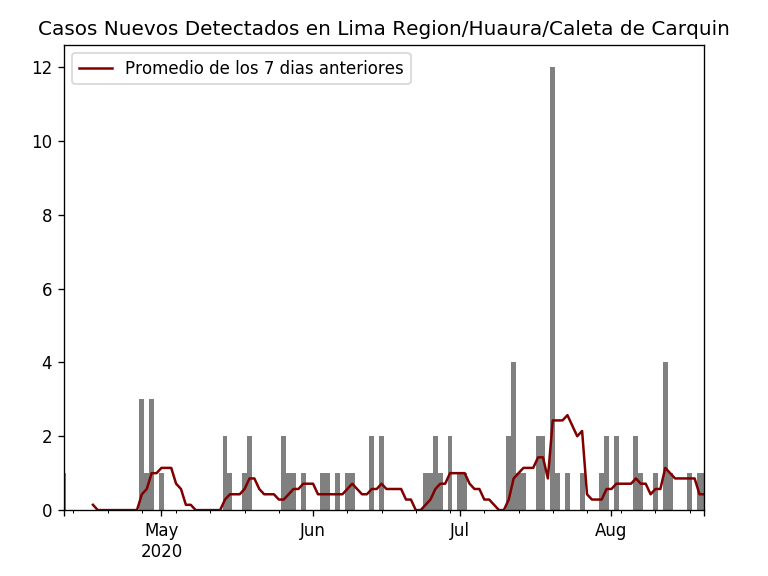 Casos Nuevos Detectados en Lima Region/Huaura/Caleta de Carquin
Promedio de los 7 dias anteriores
12
10
8
6
4
2
0
May Jun Jul Aug
2020